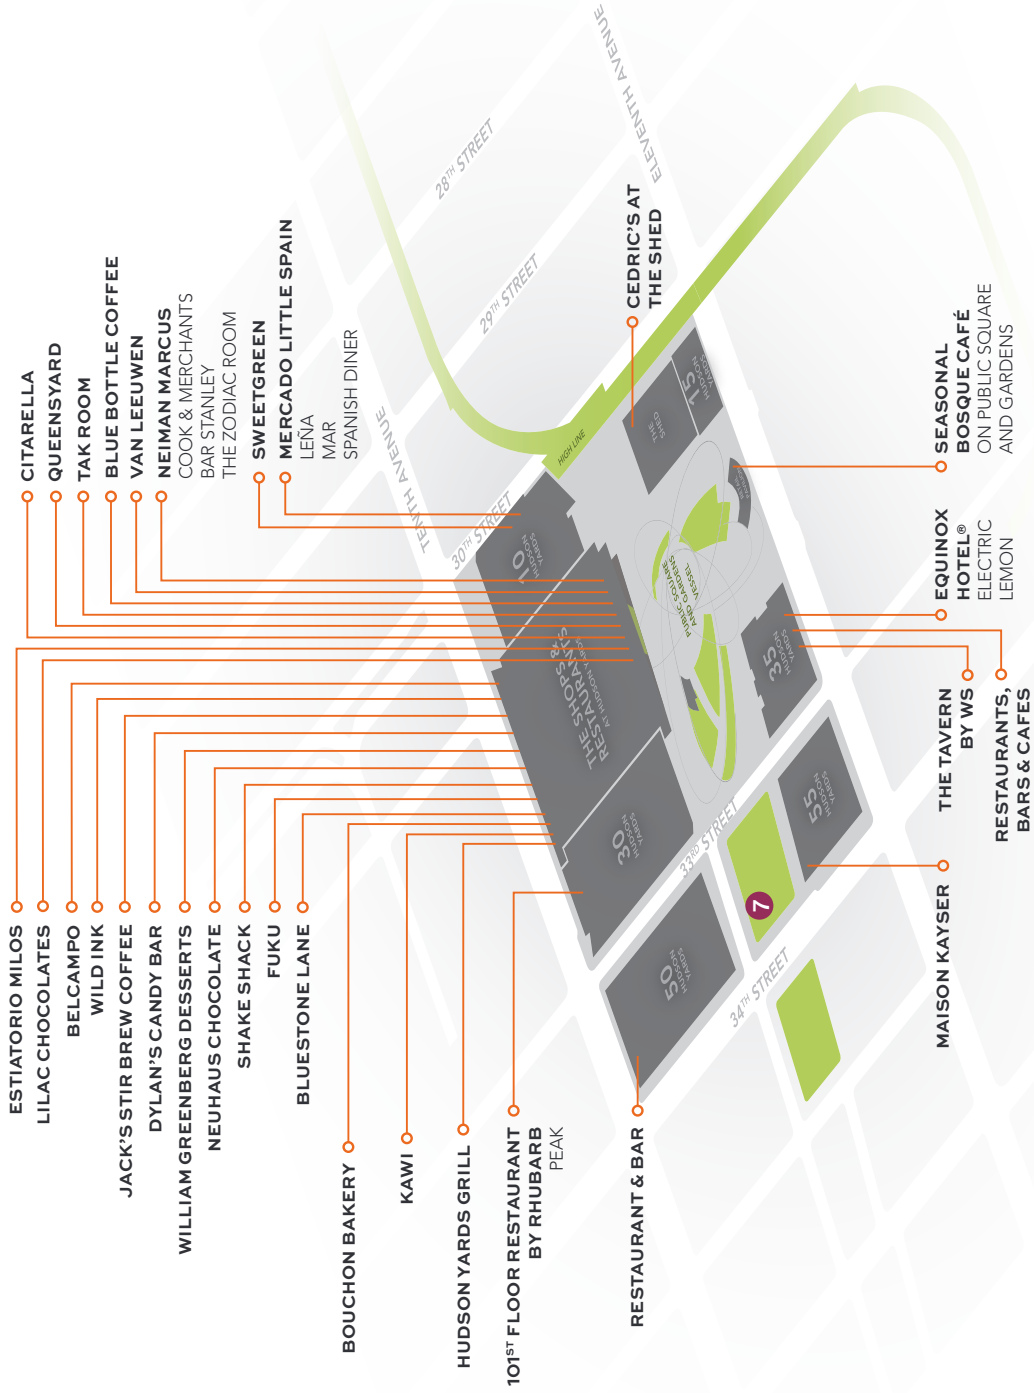 ESTIATORIO MILOS
LILAC CHOCOLATES
BELCAMPO
WILD INK
JACK'S STIR BREW COFFEE
DYLAN'S CANDY BAR
WILLIAM GREENBERG DESSERTS
NEUHAUS CHOCOLATE
SHAKE SHACK
FUKU
BLUESTONE LANE
BOUCHON BAKERY
KAWI
HUDSON YARDS GRILL
101ST FLOOR RESTAURANT
BY RHUBARB
PEAK
RESTAURANT & BAR
CITARELLA
QUEENSYARD
TAK ROOM
BLUE BOTTLE COFFEE
VAN LEEUWEN
NEIMAN MARCUS
COOK & MERCHANTS
BAR STANLEY
THE ZODIAC ROOM
SWEETGREEN
MERCADO LITTLE SPAIN
LEÑA
MAR
SPANISH DINER
CEDRIC'S AT
THE SHED
SEASONAL
BOSQUE CAFÉ
ON PUBLIC SQUARE
AND GARDENS
EQUINOX
HOTEL®
ELECTRIC
LEMON
THE TAVERN
BY WS
RESTAURANTS,
BARS & CAFES
MAISON KAYSER
TENTH AVENUE
ELEVENTH AVENUE
28TH STREET
29TH STREET
30TH STREET
33RD STREET
34TH STREET
HIGH LINE
10
HUDSON
YARDS
THE SHOPS &
RESTAURANTS
AT HUDSON YARDS
30
HUDSON
YARDS
50
HUDSON
YARDS
55
HUDSON
YARDS
35
HUDSON
YARDS
15
HUDSON
YARDS
THE
SHED
PUBLIC SQUARE
AND GARDENS
VESSEL
7